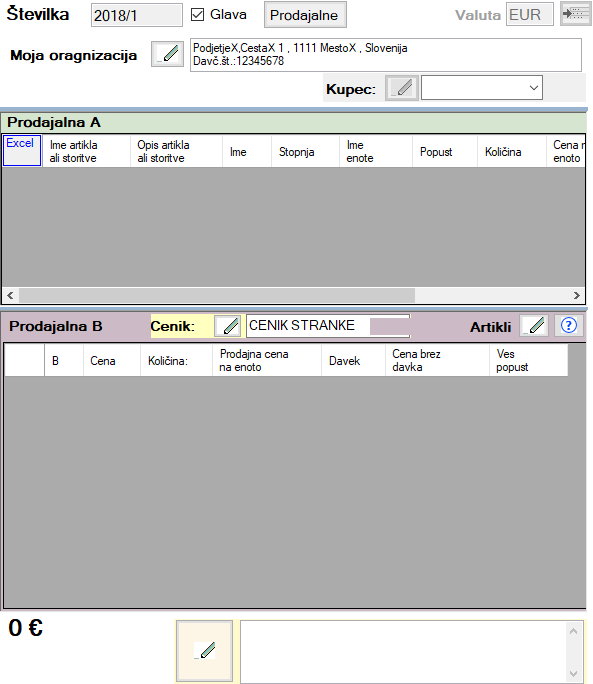 Številka 2018/1 Glava Prodajalne Valuta EUR
Moja oragnizacija PodjetjeX,CestaX 1 , 1111 MestoX , Slovenija
Davč.št.:12345678
Kupec:
Prodajalna A
Excel Ime artikla Opis artikla Ime Stopnja Ime Popust Količina Cena
ali storitve ali storitve enote enoto
Prodajalna B Cenik: CENIK STRANKE Artikli ?
B Cena Količina: Prodajna cena Davek Cena brez Ves
na enoto davka popust
0 €